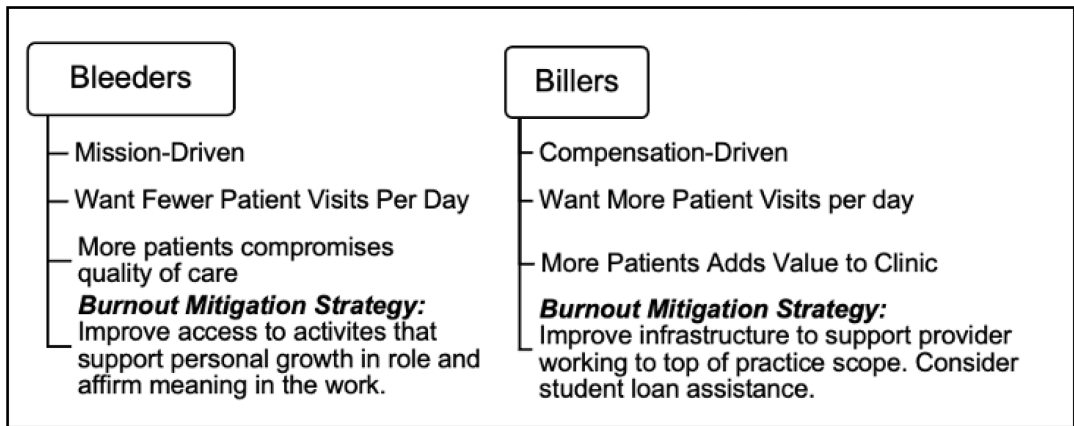 Bleeders
Mission-Driven
Want Fewer Patient Visits Per Day
More patients compromises
quality of care
Burnout Mitigation Strategy:
Improve access to activites that
support personal growth in role and
affirm meaning in the work.
Billers
Compensation-Driven
Want More Patient Visits per day
More Patients Adds Value to Clinic
Burnout Mitigation Strategy:
Improve infrastructure to support provider
working to top of practice scope. Consider
student loan assistance.